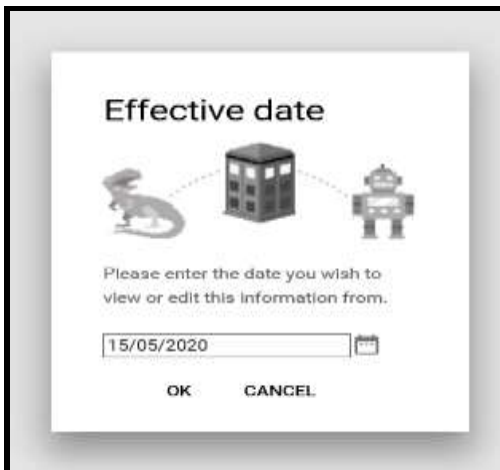 Effective date
Please enter the date you wish to
view or edit this information from.
15/05/2020
OK CANCEL